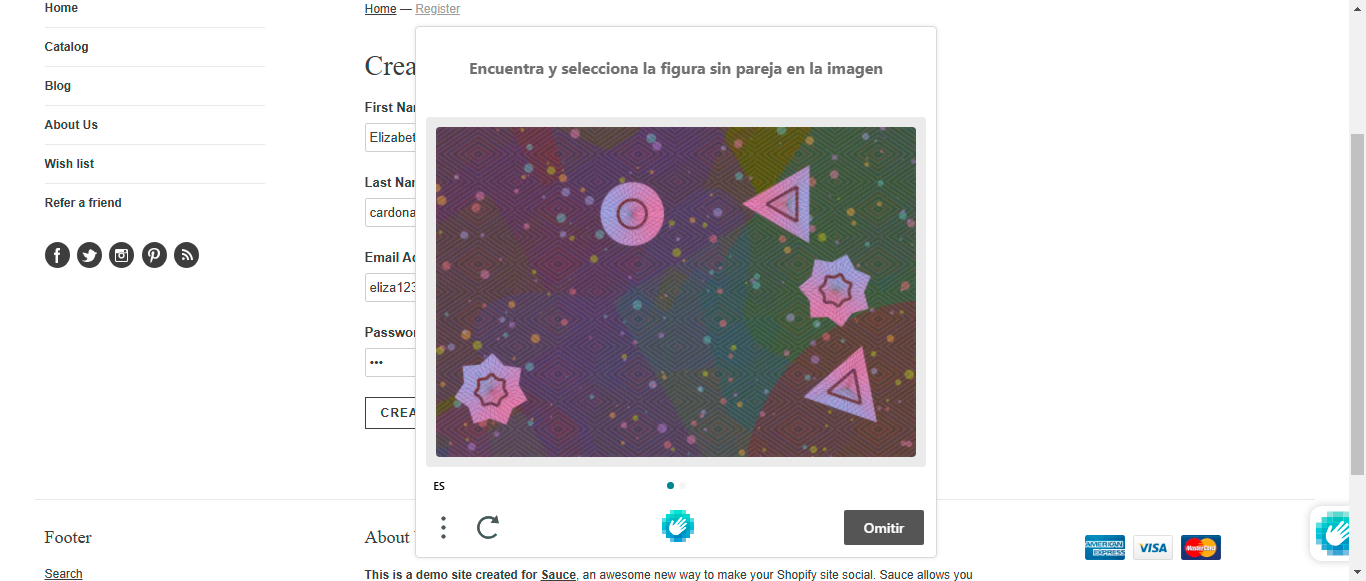 Home
Catalog
Blog
About Us
Wish list
Refer a friend
Home — Register
Crea
First Nar
Elizabet
Last Nar
cardona
Email Ad
eliza123
Passwor
CREA
Encuentra y selecciona la figura sin pareja en la imagen
ES
Omitir
Footer
Search
About
This is a demo site created for Sauce, an awesome new way to make your Shopify site social. Sauce allows you
AMERICAN EXPRESS
VISA
MasterCard